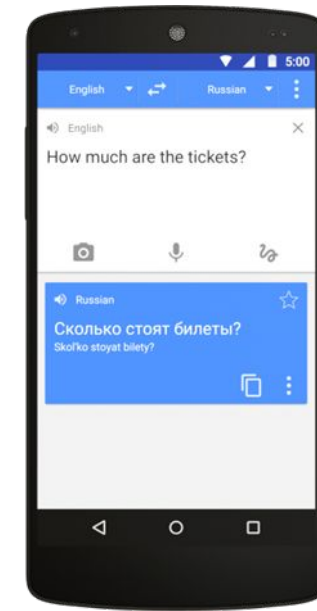 5:00
English
Russian
English
How much are the tickets?
Russian
Сколько стоят билеты?
Skol'ko stoyat bilety?